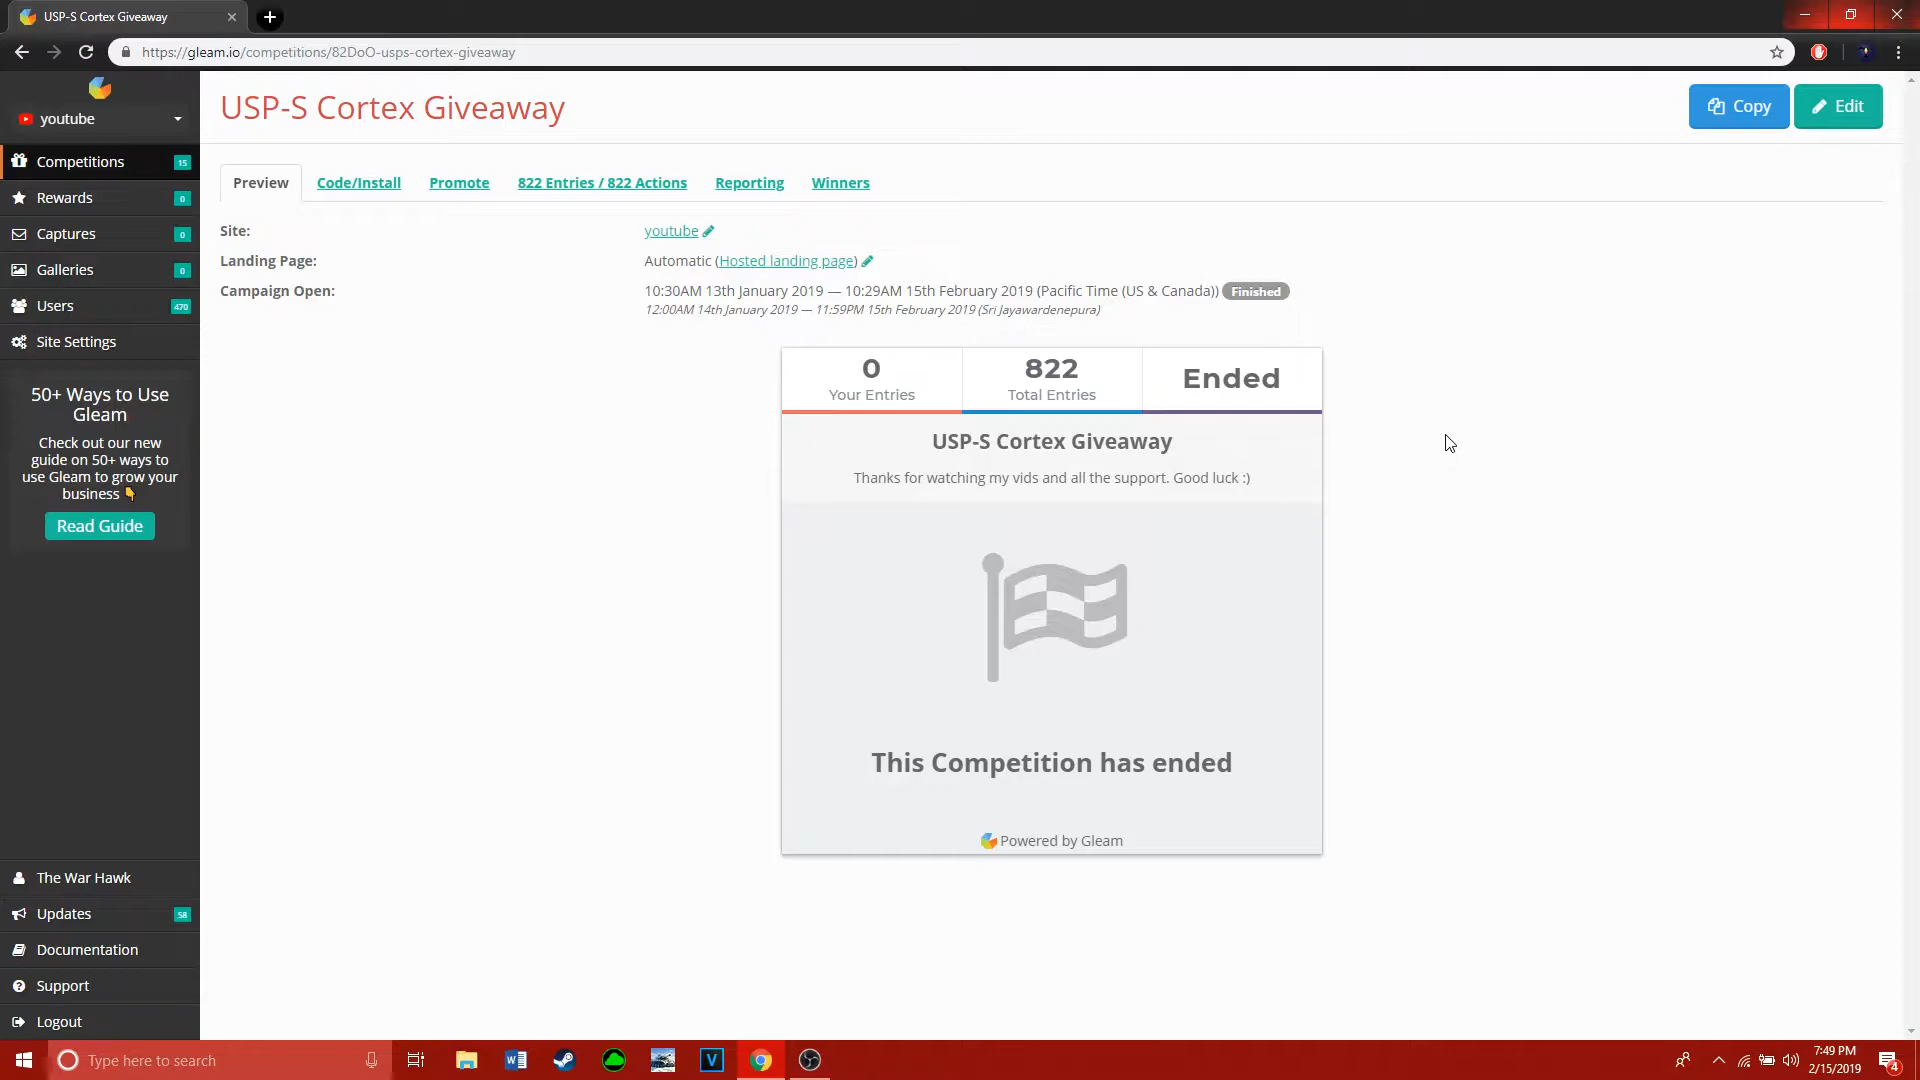 USP-S Cortex Giveaway
https://gleam.io/competitions/82DoO-usps-cortex-giveaway
youtube
Competitions 15
Rewards 0
Captures 0
Galleries 0
Users 470
Site Settings
50+ Ways to Use
Gleam
Check out our new
guide on 50+ ways to
use Gleam to grow your
business
Read Guide
The War Hawk
Updates 58
Documentation
Support
Logout
USP-S Cortex Giveaway
Copy
Edit
Preview
Code/Install
Promote
822 Entries / 822 Actions
Reporting
Winners
Site: youtube
Landing Page: Automatic (Hosted landing page)
Campaign Open: 10:30AM 13th January 2019 — 10:29AM 15th February 2019 (Pacific Time (US & Canada)) Finished
12:00AM 14th January 2019 — 11:59PM 15th February 2019 (Sri Jayawardenepura)
0
Your Entries
822
Total Entries
Ended
USP-S Cortex Giveaway
Thanks for watching my vids and all the support. Good luck :)
This Competition has ended
Powered by Gleam
Type here to search
7:49 PM
2/15/2019
4